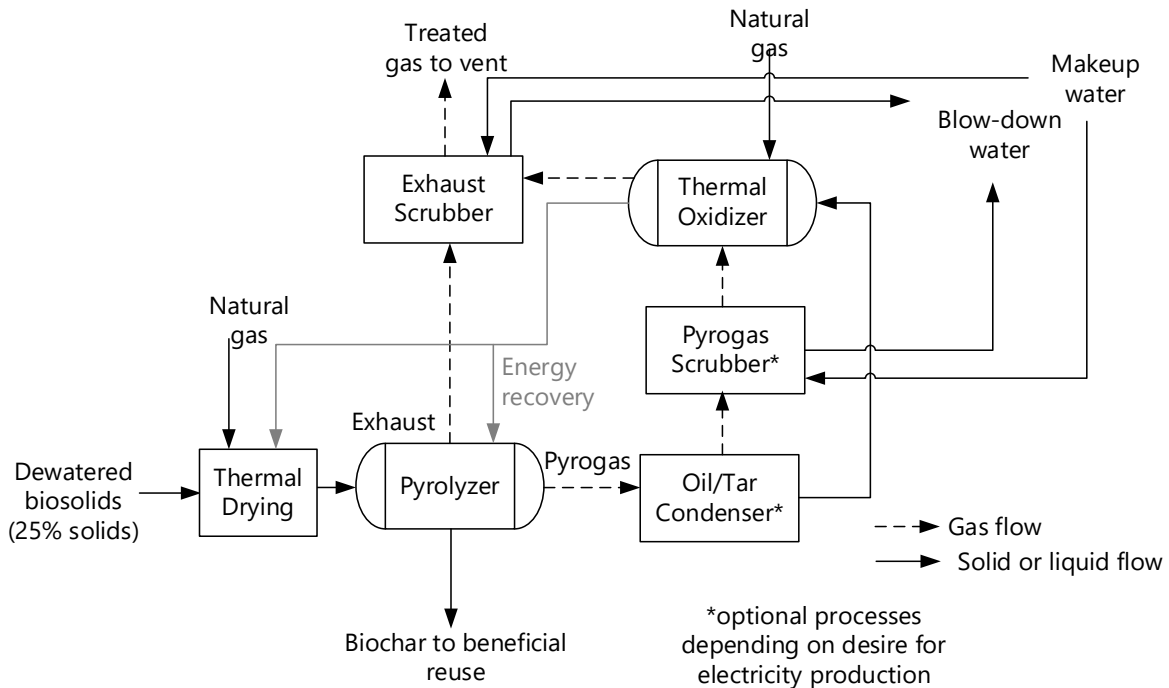 Treated
gas to vent
Natural
gas
Makeup
water
Blow-down
water
Exhaust
Scrubber
Thermal
Oxidizer
Natural
gas
Pyrogas
Scrubber*
Energy
recovery
Exhaust
Pyrogas
Dewatered
biosolids
(25% solids)
Thermal
Drying
Pyrolyzer
Oil/Tar
Condenser*
Gas flow
Solid or liquid flow
Biochar to beneficial
reuse
*optional processes
depending on desire for
electricity production